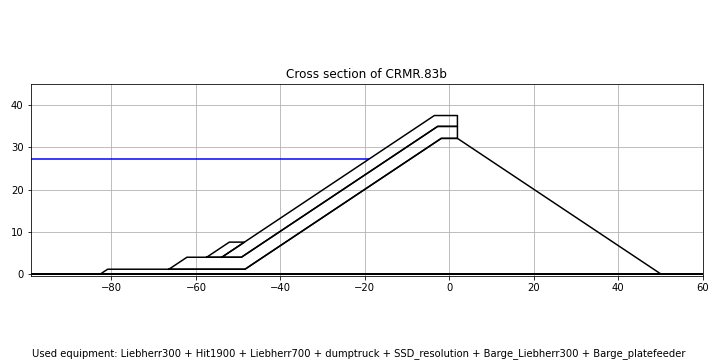 Cross section of CRMR.83b
40
30
20
10
0
−80 −60 −40 −20 0 20 40 60
Used equipment: Liebherr300 + Hit1900 + Liebherr700 + dumptruck + SSD_resolution + Barge_Liebherr300 + Barge_platefeeder